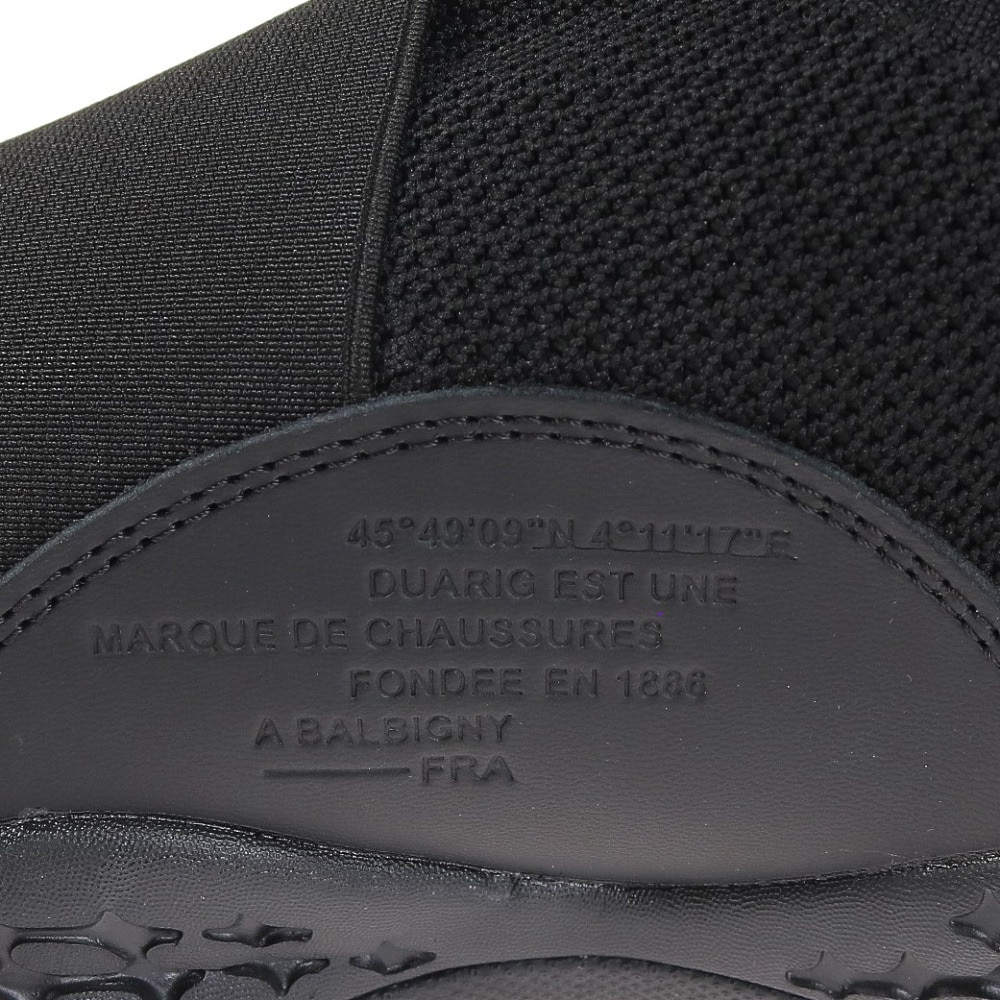 45°49'09"N 4°11'17"E
DUARIG EST UNE
MARQUE DE CHAUSSURES
FONDEE EN 1886
A BALBIGNY
FRA